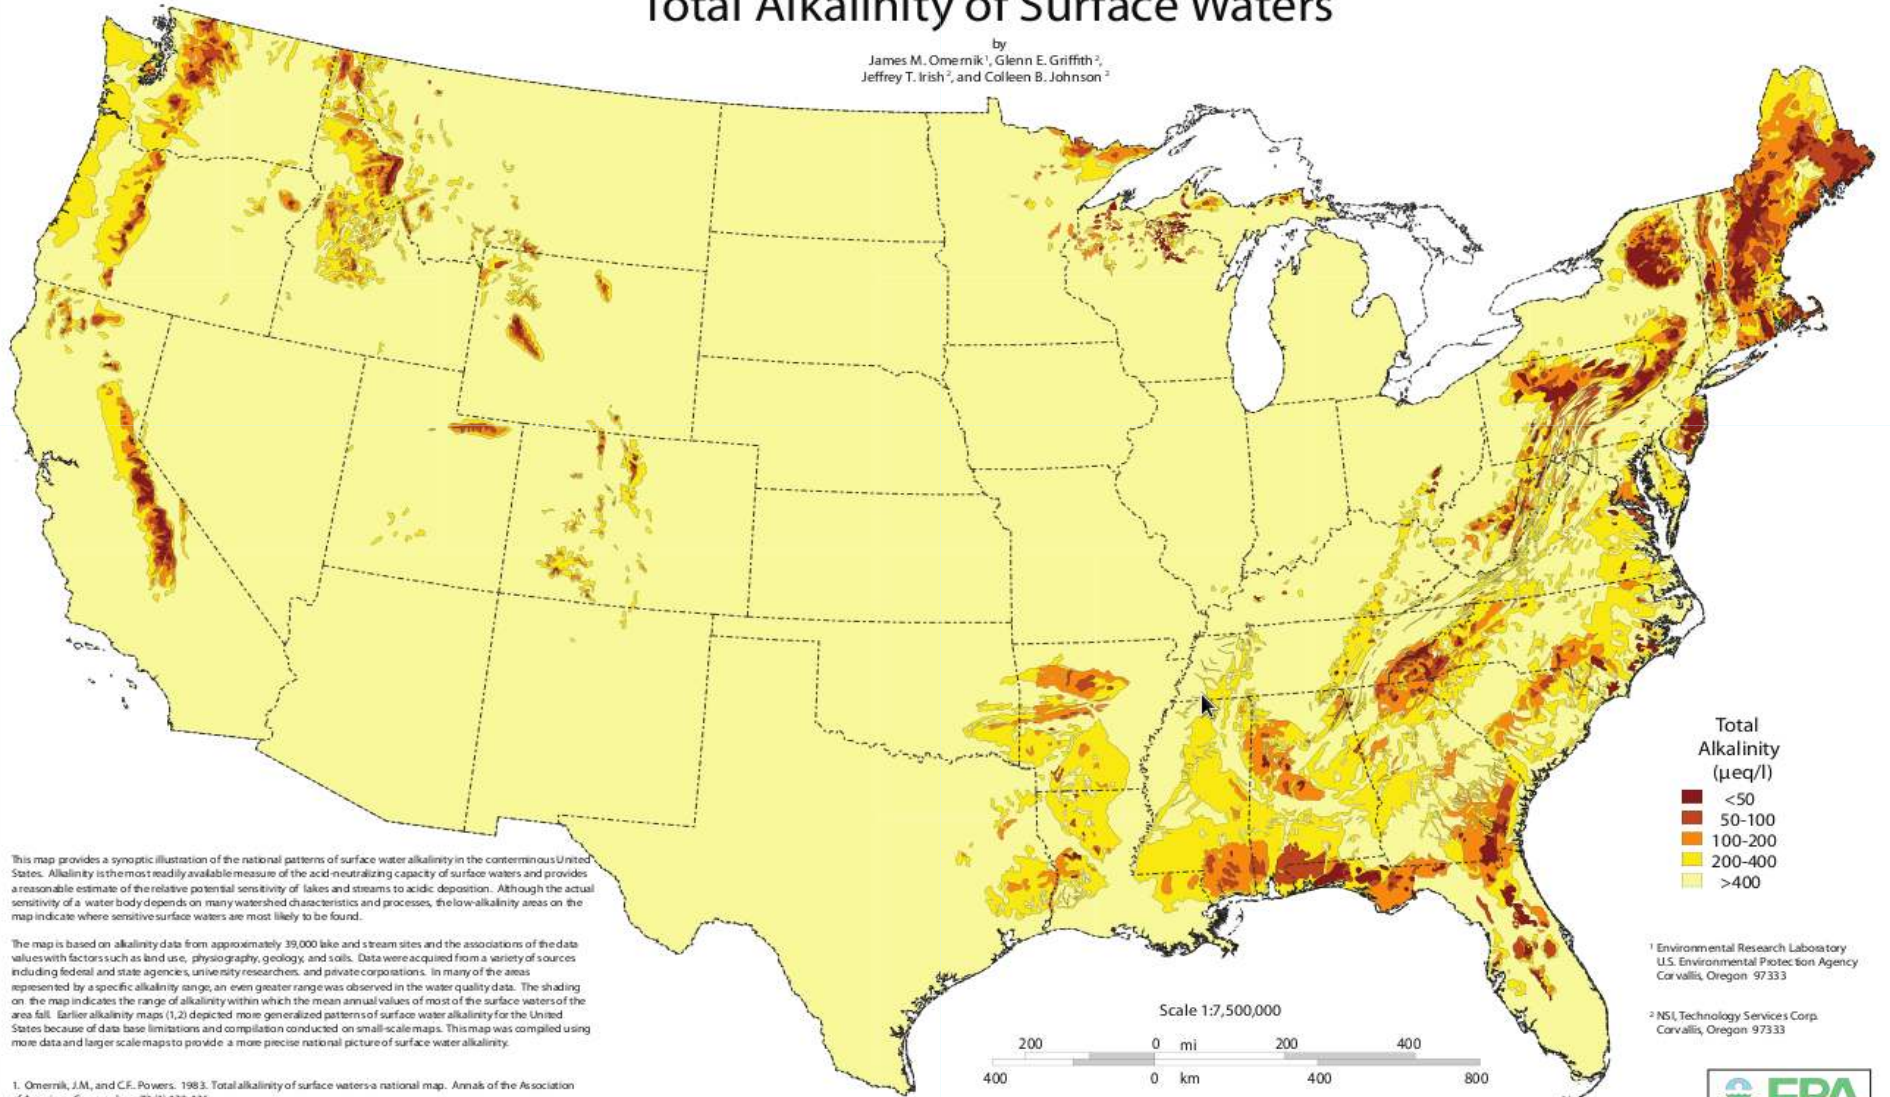 Total Alkalinity of Surface Waters
by
James M. Omernik¹, Glenn E. Griffith²,
Jeffrey T. Irish², and Colleen B. Johnson²
Total
Alkalinity
(µeq/l)
<50
50-100
100-200
200-400
>400
This map provides a synoptic illustration of the national patterns of surface water alkalinity in the conterminous United
States. Alkalinity is the most readily available measure of the acid-neutralizing capacity of surface waters and provides
a reasonable estimate of the relative potential sensitivity of lakes and streams to acidic deposition. Although the actual
sensitivity of a water body depends on many watershed characteristics and processes, the low-alkalinity areas on the
map indicate where sensitive surface waters are most likely to be found.
The map is based on alkalinity data from approximately 39,000 lake and stream sites and the associations of the data
values with factors such as land use, physiography, geology, and soils. Data were acquired from a variety of sources
including federal and state agencies, university researchers. and private corporations. In many of the areas
represented by a specific alkalinity range, an even greater range was observed in the water quality data. The shading
on the map indicates the range of alkalinity within which the mean annual values of most of the surface waters of the
area fall. Earlier alkalinity maps (1,2) depicted more generalized patterns of surface water alkalinity for the United
States because of data base limitations and compilation conducted on small-scale maps. This map was compiled using
more data and larger scale maps to provide a more precise national picture of surface water alkalinity.
1. Omernik, J.M., and C.F. Powers. 1983. Total alkalinity of surface waters-a national map. Annals of the Association
¹ Environmental Research Laboratory
U.S. Environmental Protection Agency
Corvallis, Oregon 97333
² NSI, Technology Services Corp.
Corvallis, Oregon 97333
Scale 1:7,500,000
200 0 mi 200 400
400 0 km 400 800
EPA